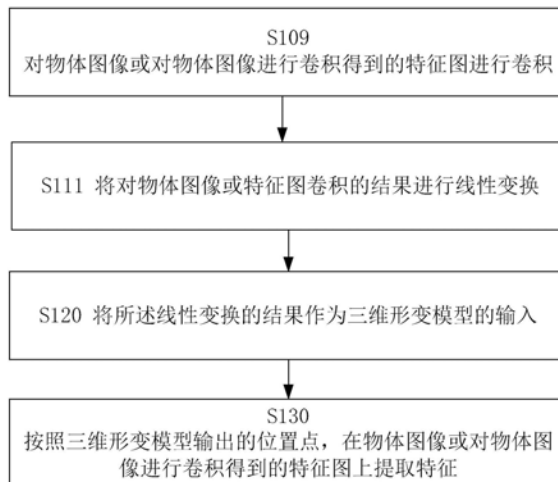 S109
对物体图像或对物体图像进行卷积得到的特征图进行卷积
S111 将对物体图像或特征图卷积的结果进行线性变换
S120 将所述线性变换的结果作为三维形变模型的输入
S130
按照三维形变模型输出的位置点，在物体图像或对物体图
像进行卷积得到的特征图上提取特征